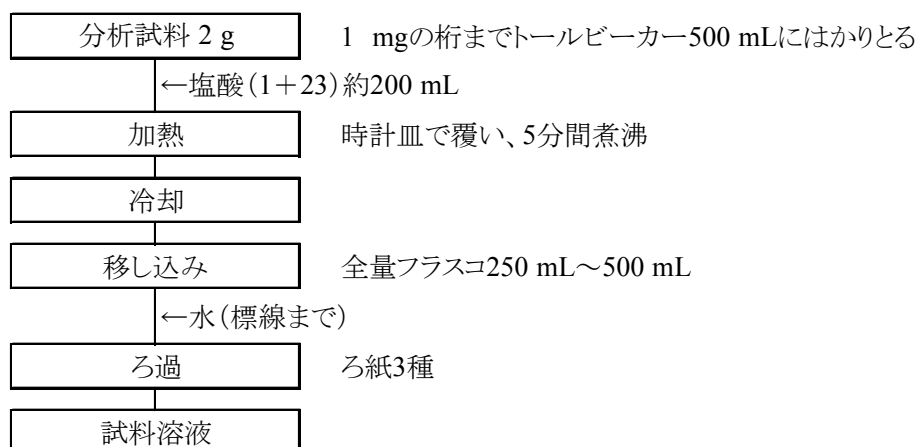 分析試料 2 g　1 mgの桁までトールビーカー500 mLにはかりとる
←塩酸（1＋23）約200 mL
加熱　時計皿で覆い、5分間煮沸
冷却
移し込み　全量フラスコ250 mL～500 mL
←水（標線まで）
ろ過　ろ紙3種
試料溶液